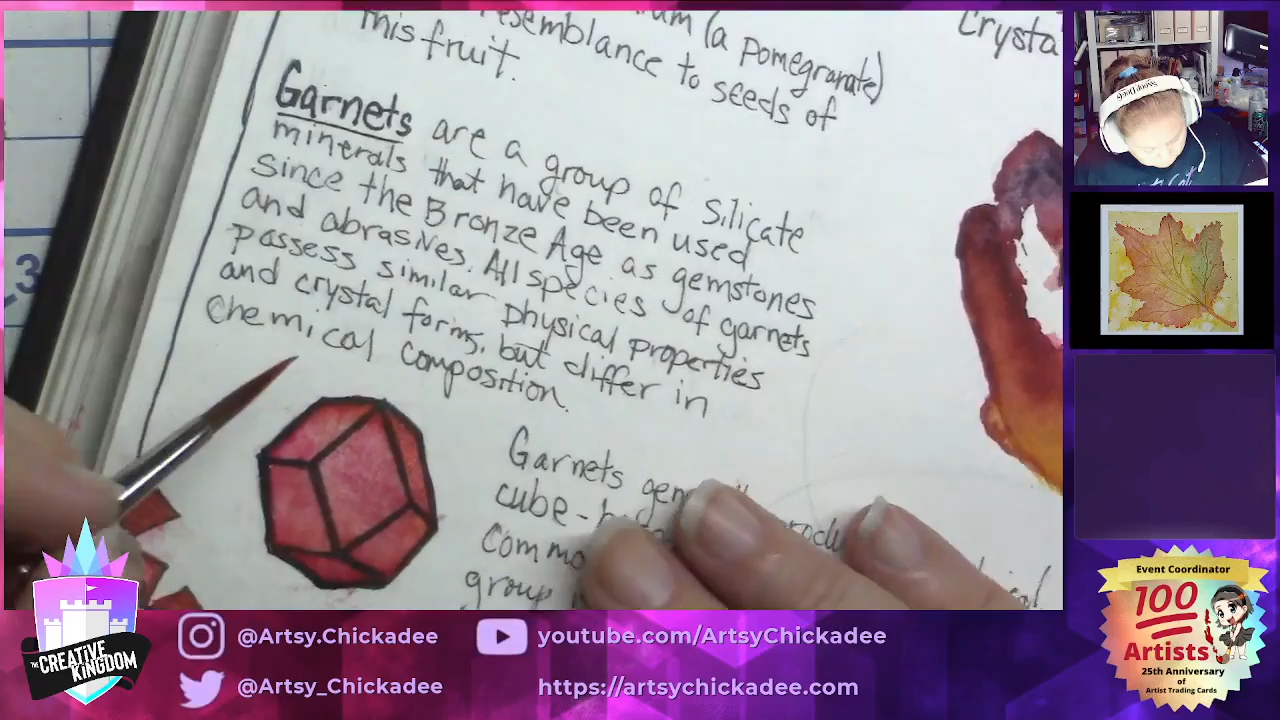 um (a pomegranate)
resemblance to seeds of
this fruit.
Crysta
Garnets are a group of Silicate
minerals that have been used
since the Bronze Age as gemstones
and abrasives. All species of garnets
possess similar physical properties
and crystal forms, but differ in
chemical composition.
Garnets gen
cube-
commo
group
THE CREATIVE KINGDOM
@Artsy.Chickadee
youtube.com/ArtsyChickadee
@Artsy_Chickadee
https://artsychickadee.com
Event Coordinator
100
Artists
25th Anniversary
of
Artist Trading Cards